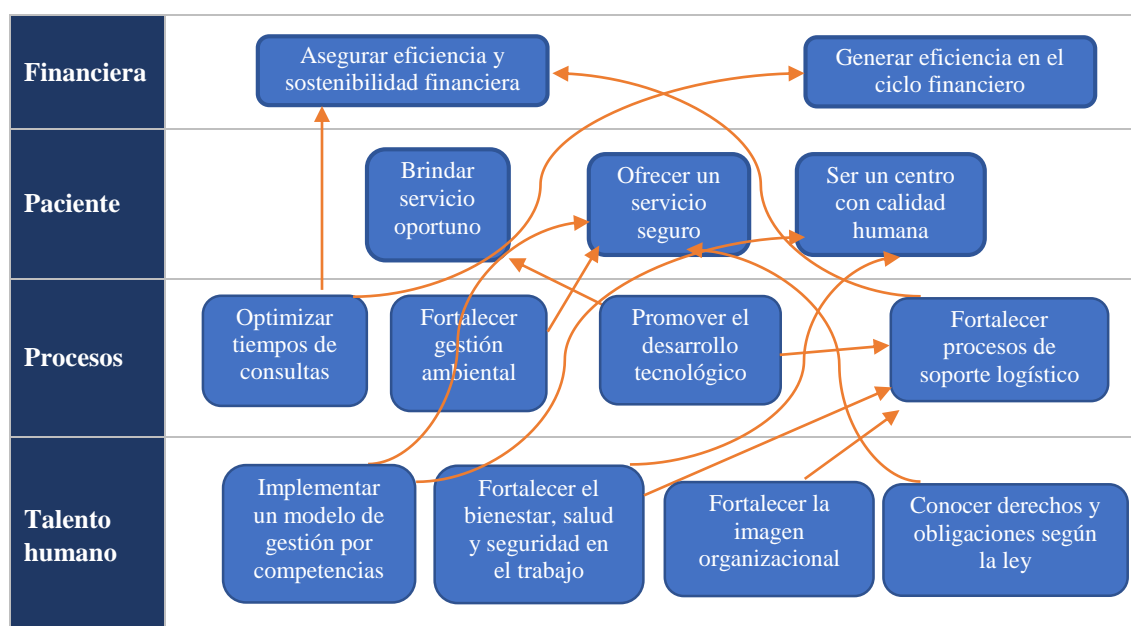 Financiera
Asegurar eficiencia y
sostenibilidad financiera
Generar eficiencia en el
ciclo financiero
Paciente
Brindar
servicio
oportuno
Ofrecer un
servicio
seguro
Ser un centro
con calidad
humana
Procesos
Optimizar
tiempos de
consultas
Fortalecer
gestión
ambiental
Promover el
desarrollo
tecnológico
Fortalecer
procesos de
soporte logístico
Talento
humano
Implementar
un modelo de
gestión por
competencias
Fortalecer el
bienestar, salud
y seguridad en
el trabajo
Fortalecer la
imagen
organizacional
Conocer derechos y
obligaciones según
la ley